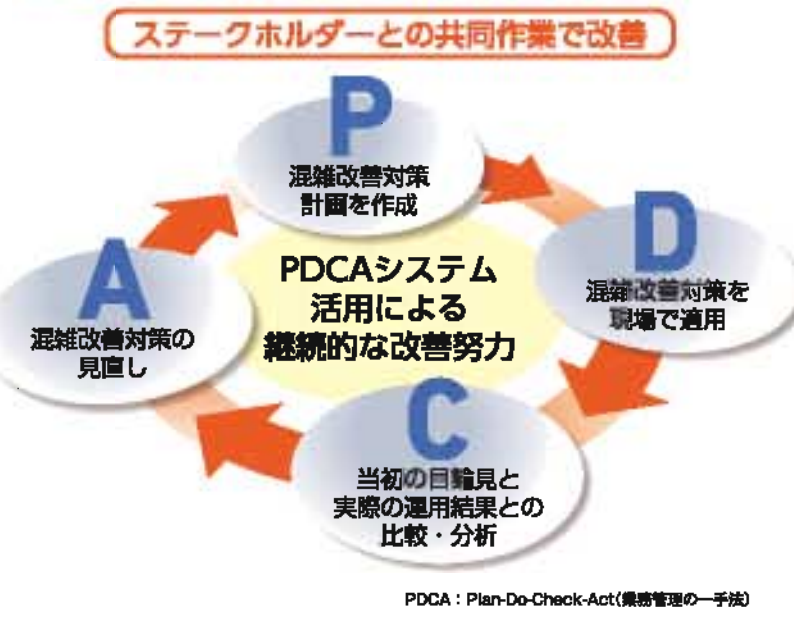 ステークホルダーとの共同作業で改善
P
混雑改善対策
計画を作成
D
混雑改善対策を
現場で適用
C
当初の目論見と
実際の運用結果との
比較・分析
A
混雑改善対策の
見直し
PDCAシステム
活用による
継続的な改善努力
PDCA：Plan-Do-Check-Act(業務管理の一手法)